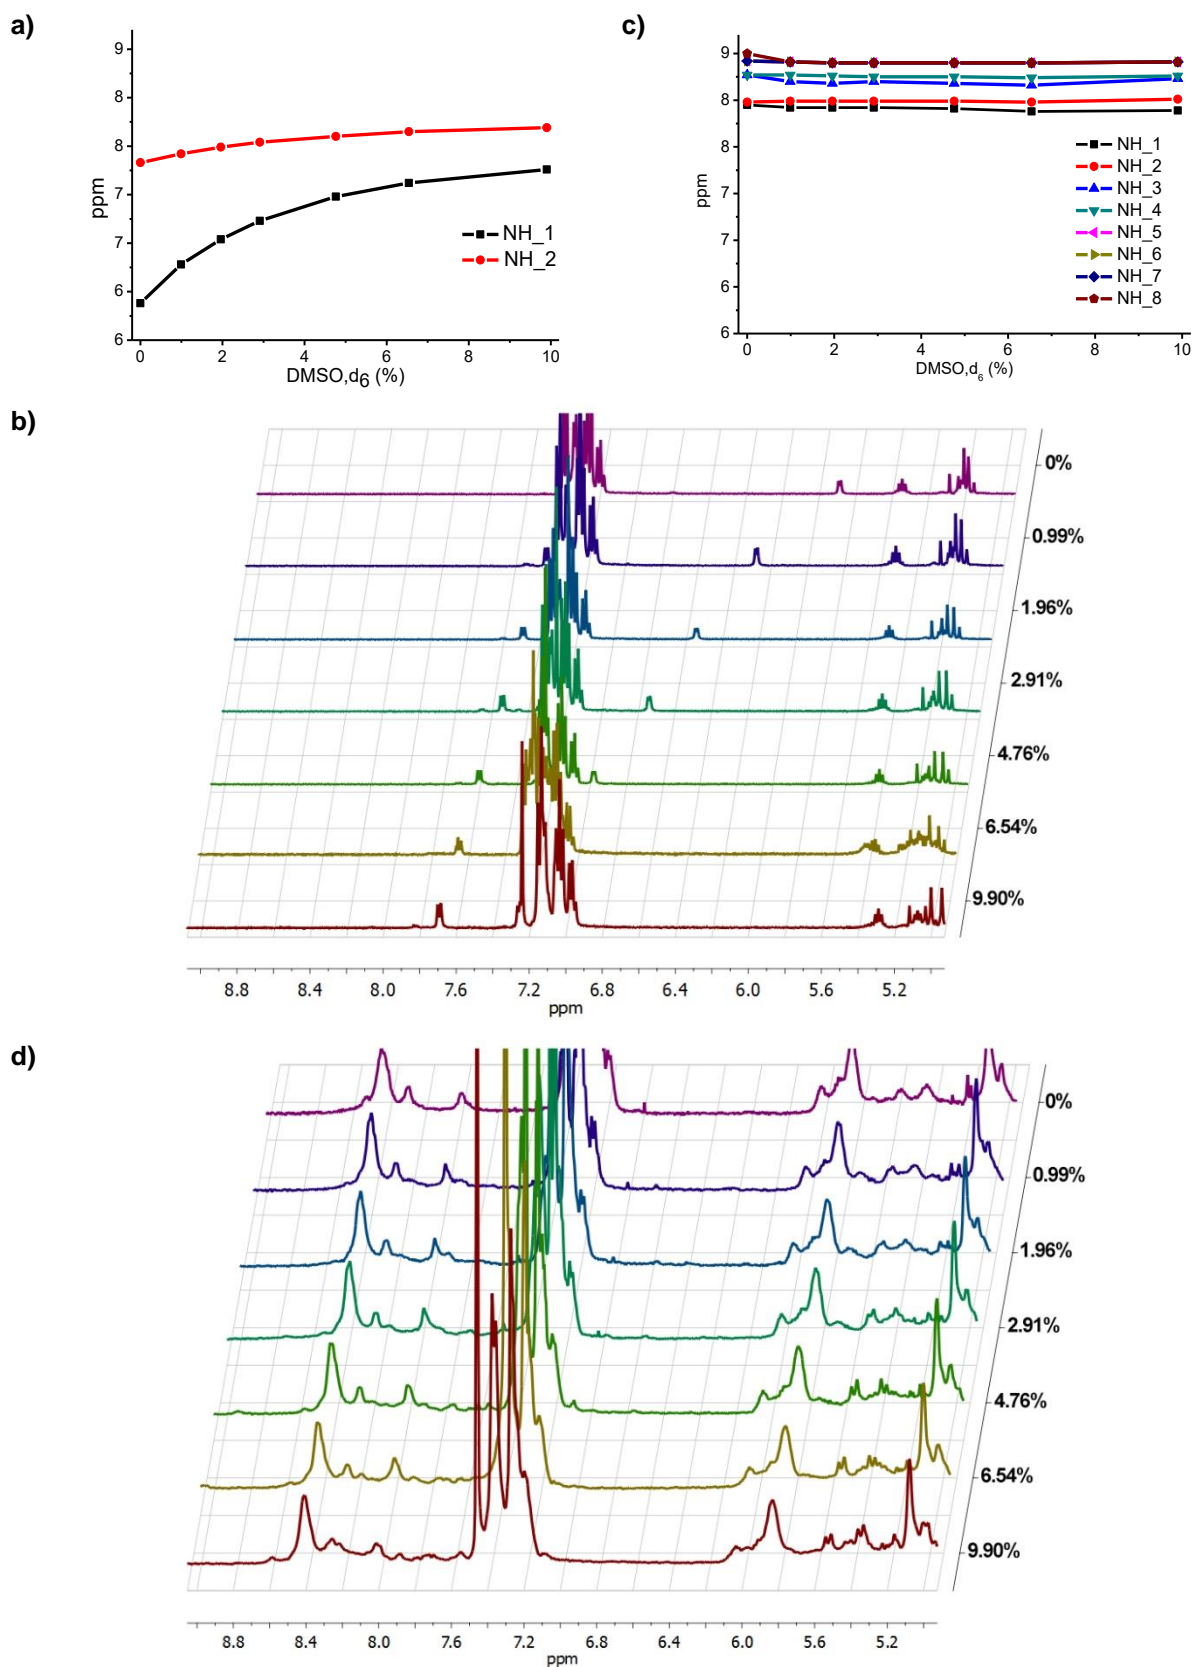 a)
9
8
8
7
7
6
6
ppm
NH_1
NH_2
0
2
4
6
8
10
DMSO,d6 (%)
c)
9
8
7
6
6
ppm
NH_1
NH_2
NH_3
NH_4
NH_5
NH_6
NH_7
NH_8
0
2
4
6
8
10
DMSO,d6 (%)
b)
0%
0.99%
1.96%
2.91%
4.76%
6.54%
9.90%
8.8 8.4 8.0 7.6 7.2 6.8 6.4 6.0 5.6 5.2
ppm
d)
0%
0.99%
1.96%
2.91%
4.76%
6.54%
9.90%
8.8 8.4 8.0 7.6 7.2 6.8 6.4 6.0 5.6 5.2
ppm